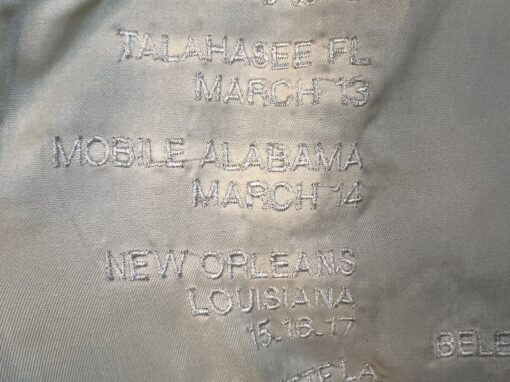 TALAHASEE FL
MARCH 13
MOBILE ALABAMA
MARCH 14
NEW ORLEANS
LOUISIANA
15.16.17